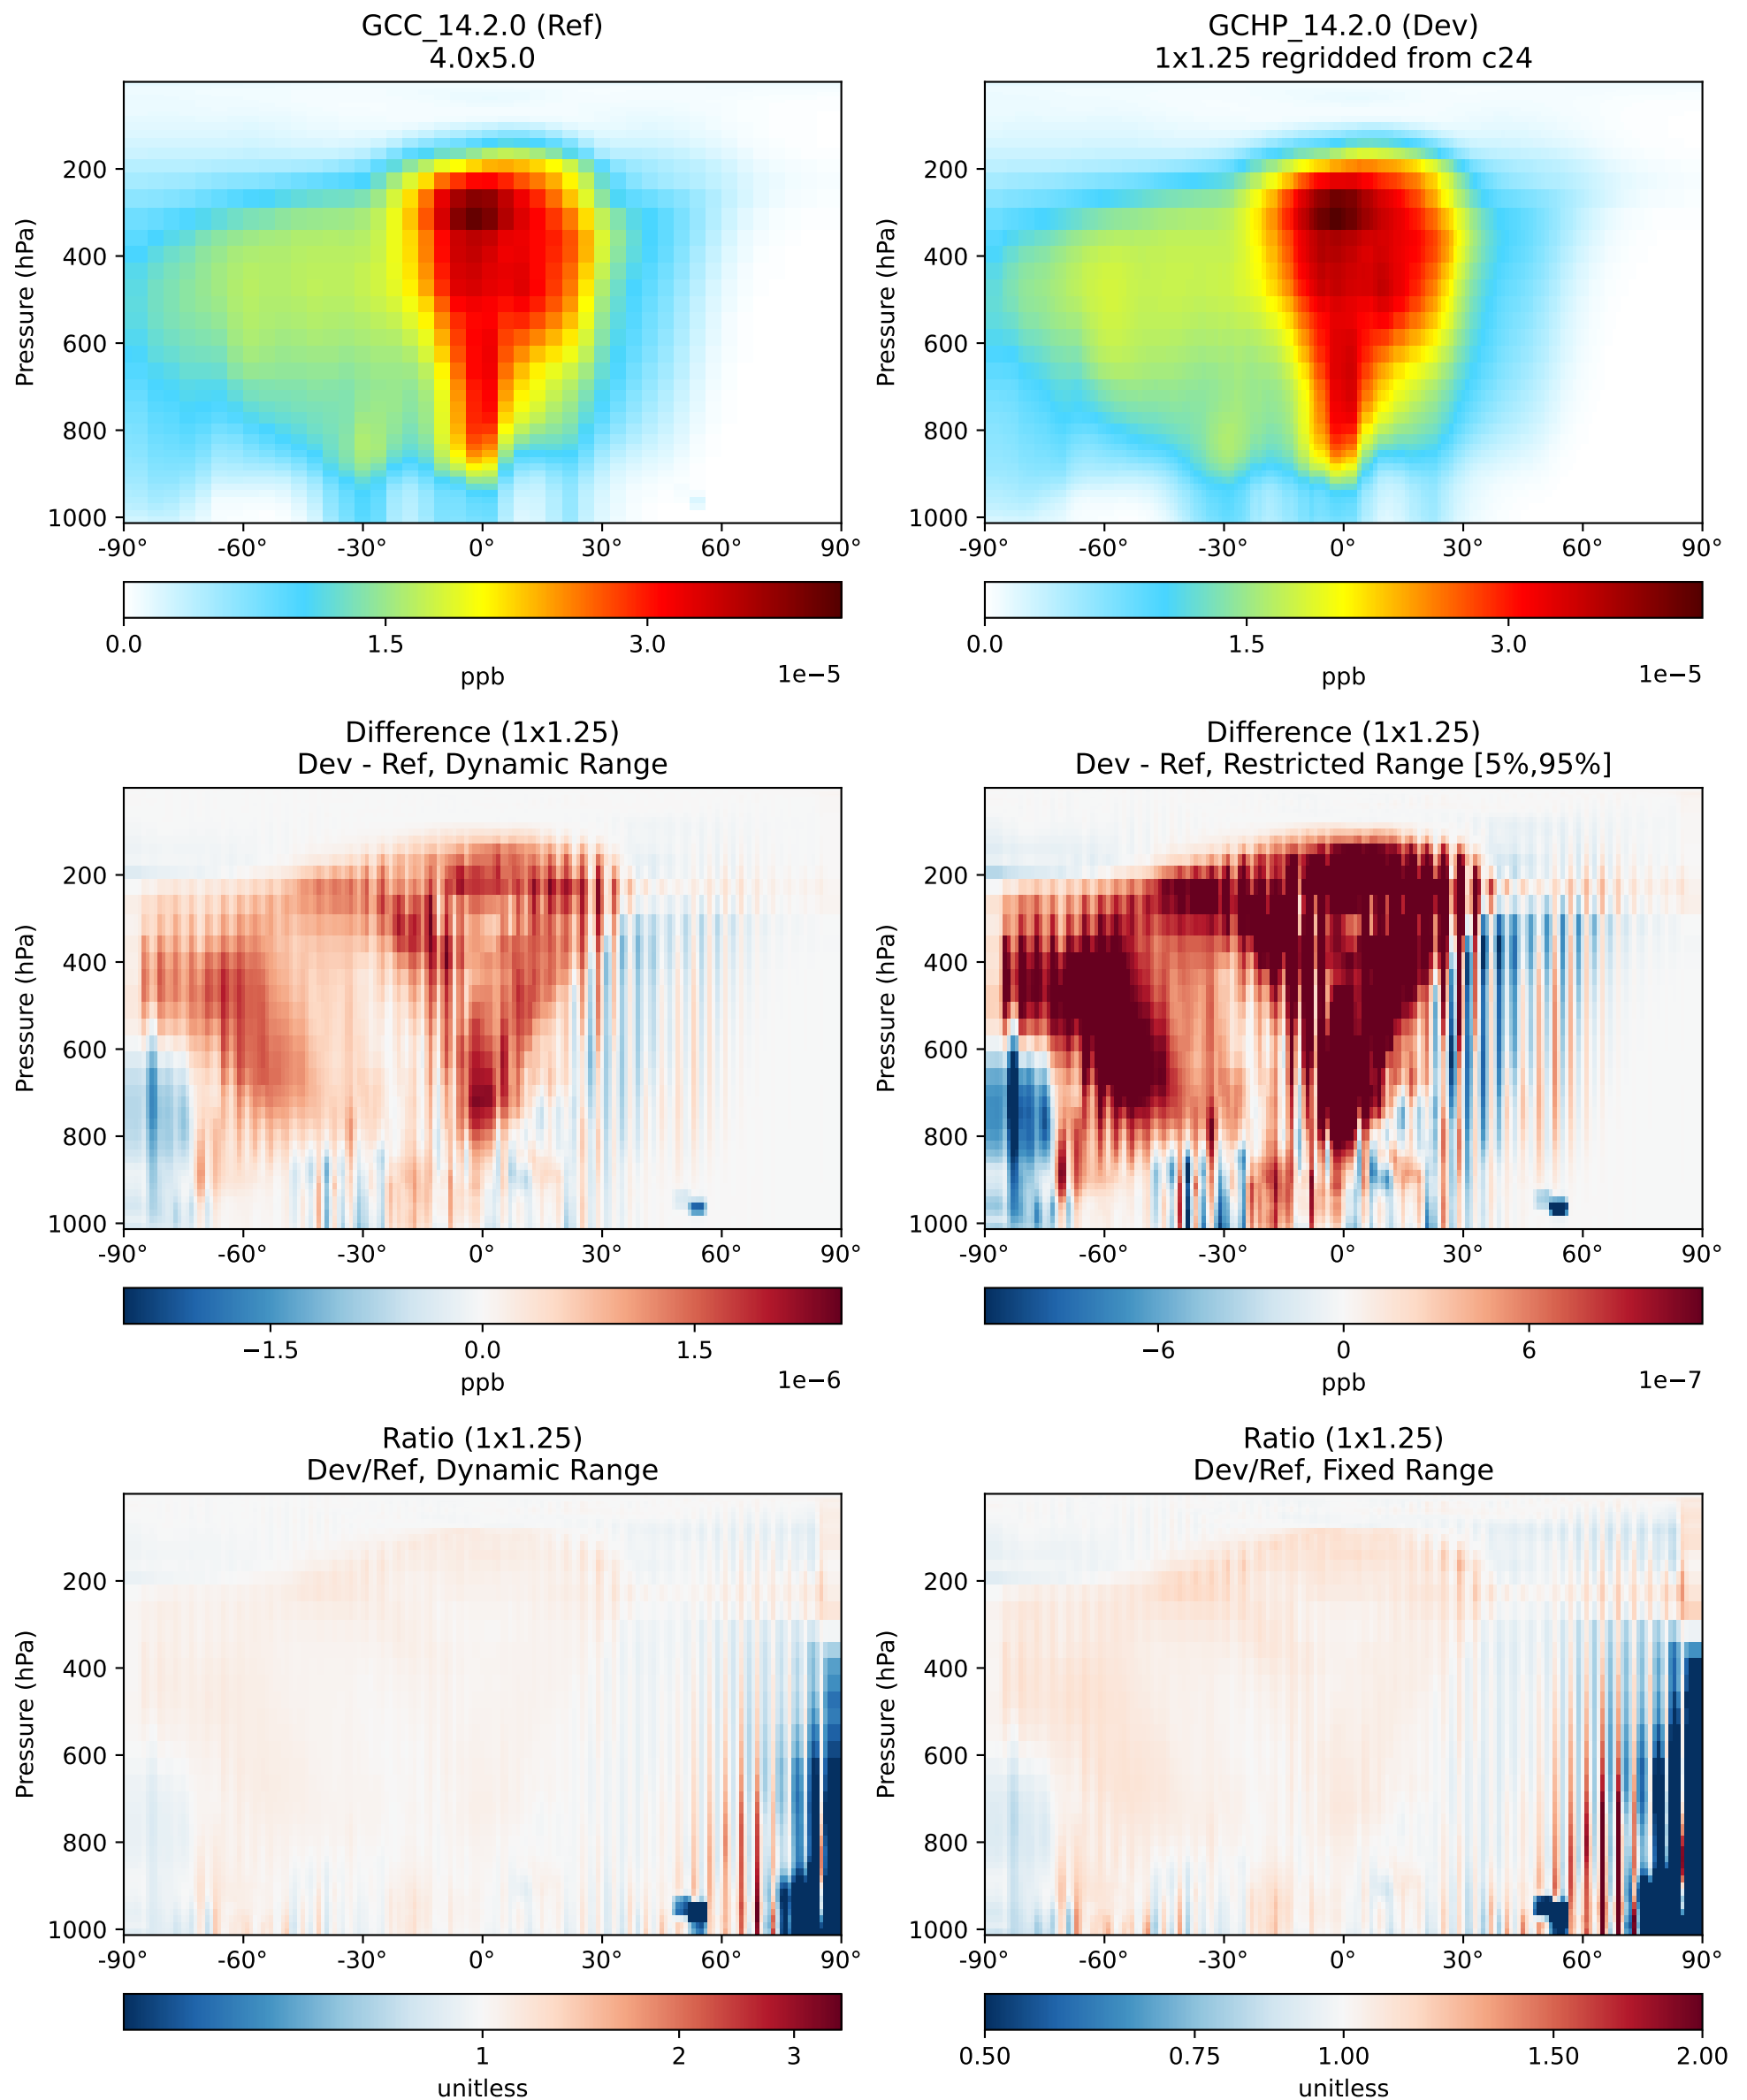 GCC_14.2.0 (Ref)
4.0x5.0
Pressure (hPa)
200
400
600
800
1000
-90° -60° -30° 0° 30° 60° 90°
0.0 1.5 3.0
ppb
1e−5
GCHP_14.2.0 (Dev)
1x1.25 regridded from c24
Pressure (hPa)
200
400
600
800
1000
-90° -60° -30° 0° 30° 60° 90°
0.0 1.5 3.0
ppb
1e−5
Difference (1x1.25)
Dev - Ref, Dynamic Range
Pressure (hPa)
200
400
600
800
1000
-90° -60° -30° 0° 30° 60° 90°
−1.5 0.0 1.5
ppb
1e−6
Difference (1x1.25)
Dev - Ref, Restricted Range [5%,95%]
Pressure (hPa)
200
400
600
800
1000
-90° -60° -30° 0° 30° 60° 90°
−6 0 6
ppb
1e−7
Ratio (1x1.25)
Dev/Ref, Dynamic Range
Pressure (hPa)
200
400
600
800
1000
-90° -60° -30° 0° 30° 60° 90°
1 2 3
unitless
Ratio (1x1.25)
Dev/Ref, Fixed Range
Pressure (hPa)
200
400
600
800
1000
-90° -60° -30° 0° 30° 60° 90°
0.50 0.75 1.00 1.50 2.00
unitless